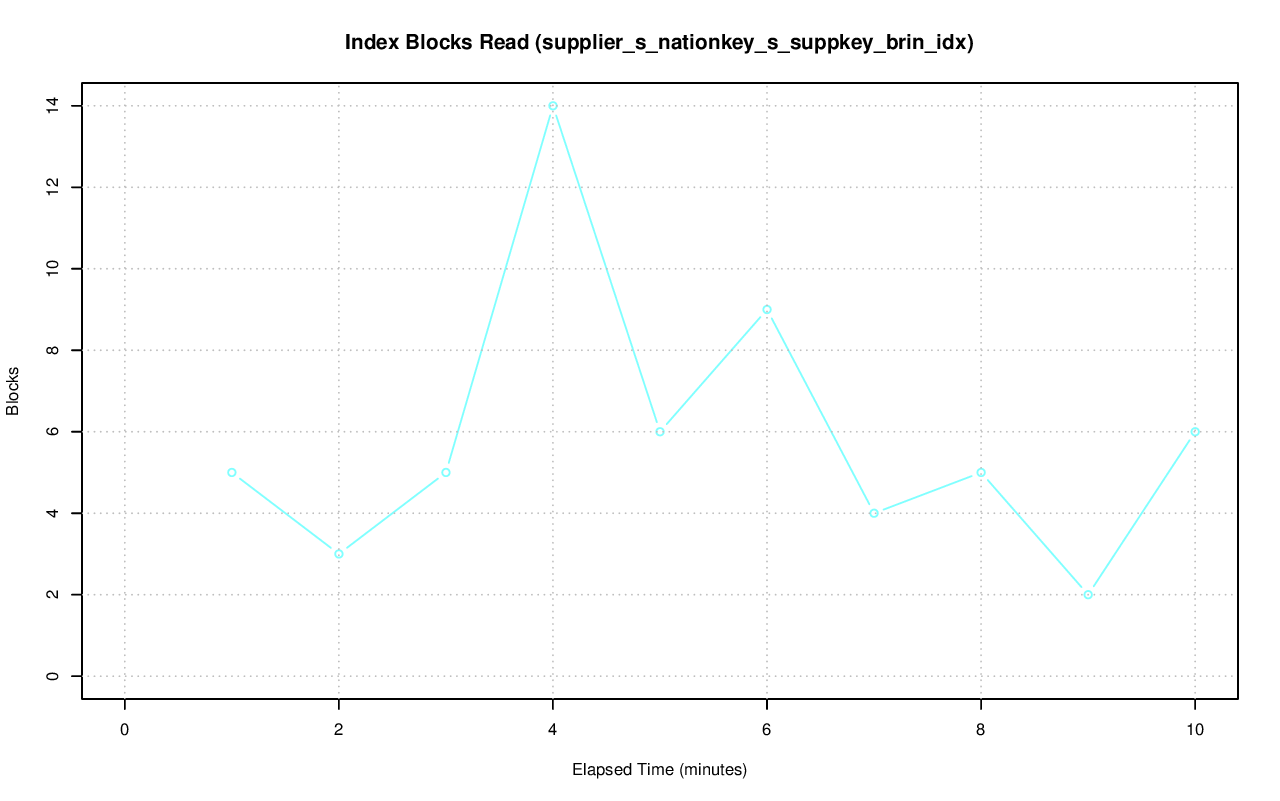 Index Blocks Read (supplier_s_nationkey_s_suppkey_brin_idx)
14
12
10
8
6
4
2
0
Blocks
0 2 4 6 8 10
Elapsed Time (minutes)